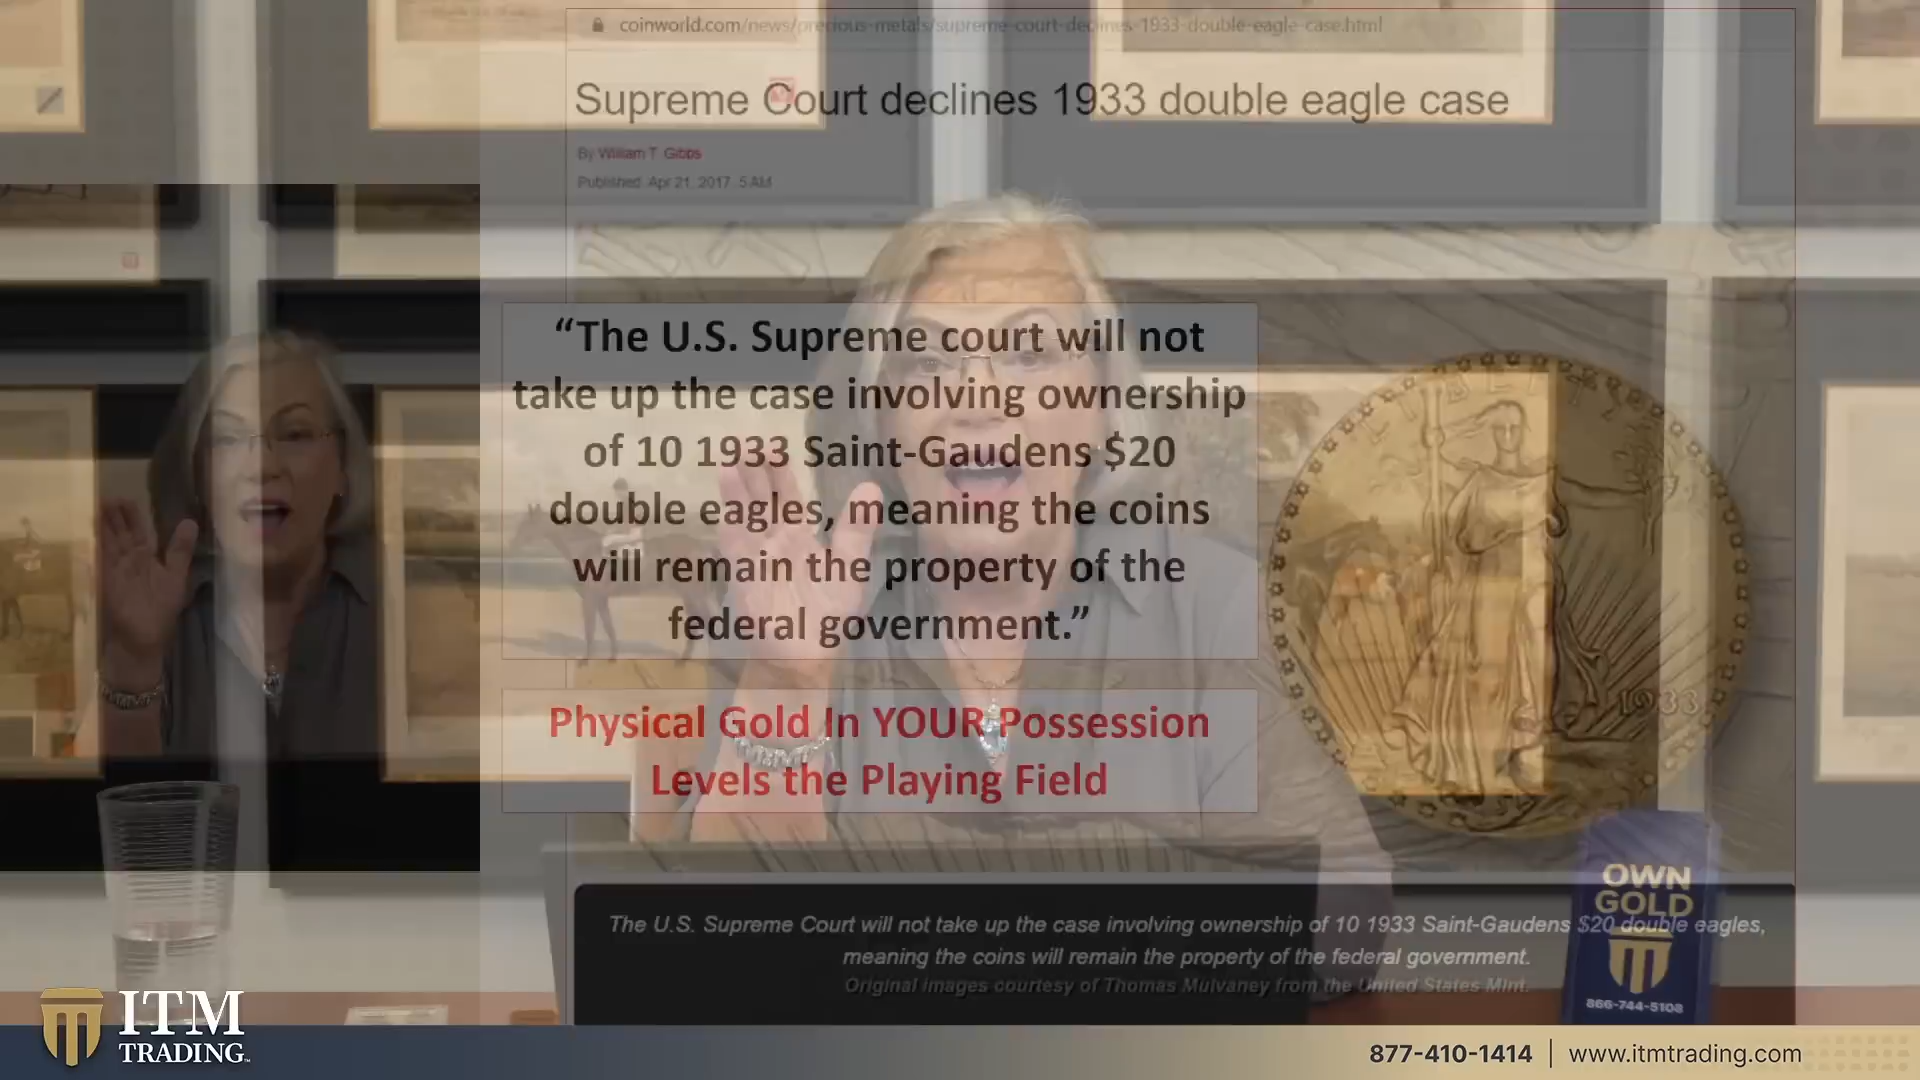 coinworld.com/news/precious-metals/supreme-court-declines-1933-double-eagle-case.html
Supreme Court declines 1933 double eagle case
By William T. Gibbs
Published: Apr 21, 2017, 5 AM
“The U.S. Supreme court will not
take up the case involving ownership
of 10 1933 Saint-Gaudens $20
double eagles, meaning the coins
will remain the property of the
federal government.”
Physical Gold In YOUR Possession
Levels the Playing Field
1933
The U.S. Supreme Court will not take up the case involving ownership of 10 1933 Saint-Gaudens $20 double eagles,
meaning the coins will remain the property of the federal government.
Original images courtesy of Thomas Mulvaney from the United States Mint.
OWN
GOLD
866-744-5108
ITM
TRADING
877-410-1414 | www.itmtrading.com